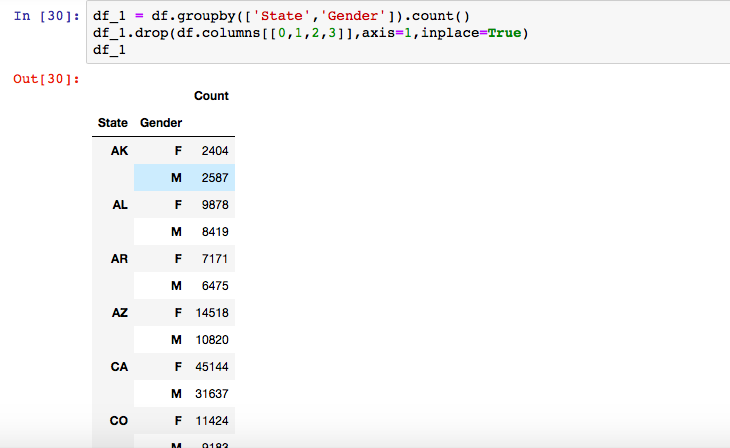 In [30]: df_1 = df.groupby(['State','Gender']).count()
df_1.drop(df.columns[[0,1,2,3]],axis=1,inplace=True)
df_1
Out[30]:
Count
State Gender
AK F 2404
M 2587
AL F 9878
M 8419
AR F 7171
M 6475
AZ F 14518
M 10820
CA F 45144
M 31637
CO F 11424
M 9183